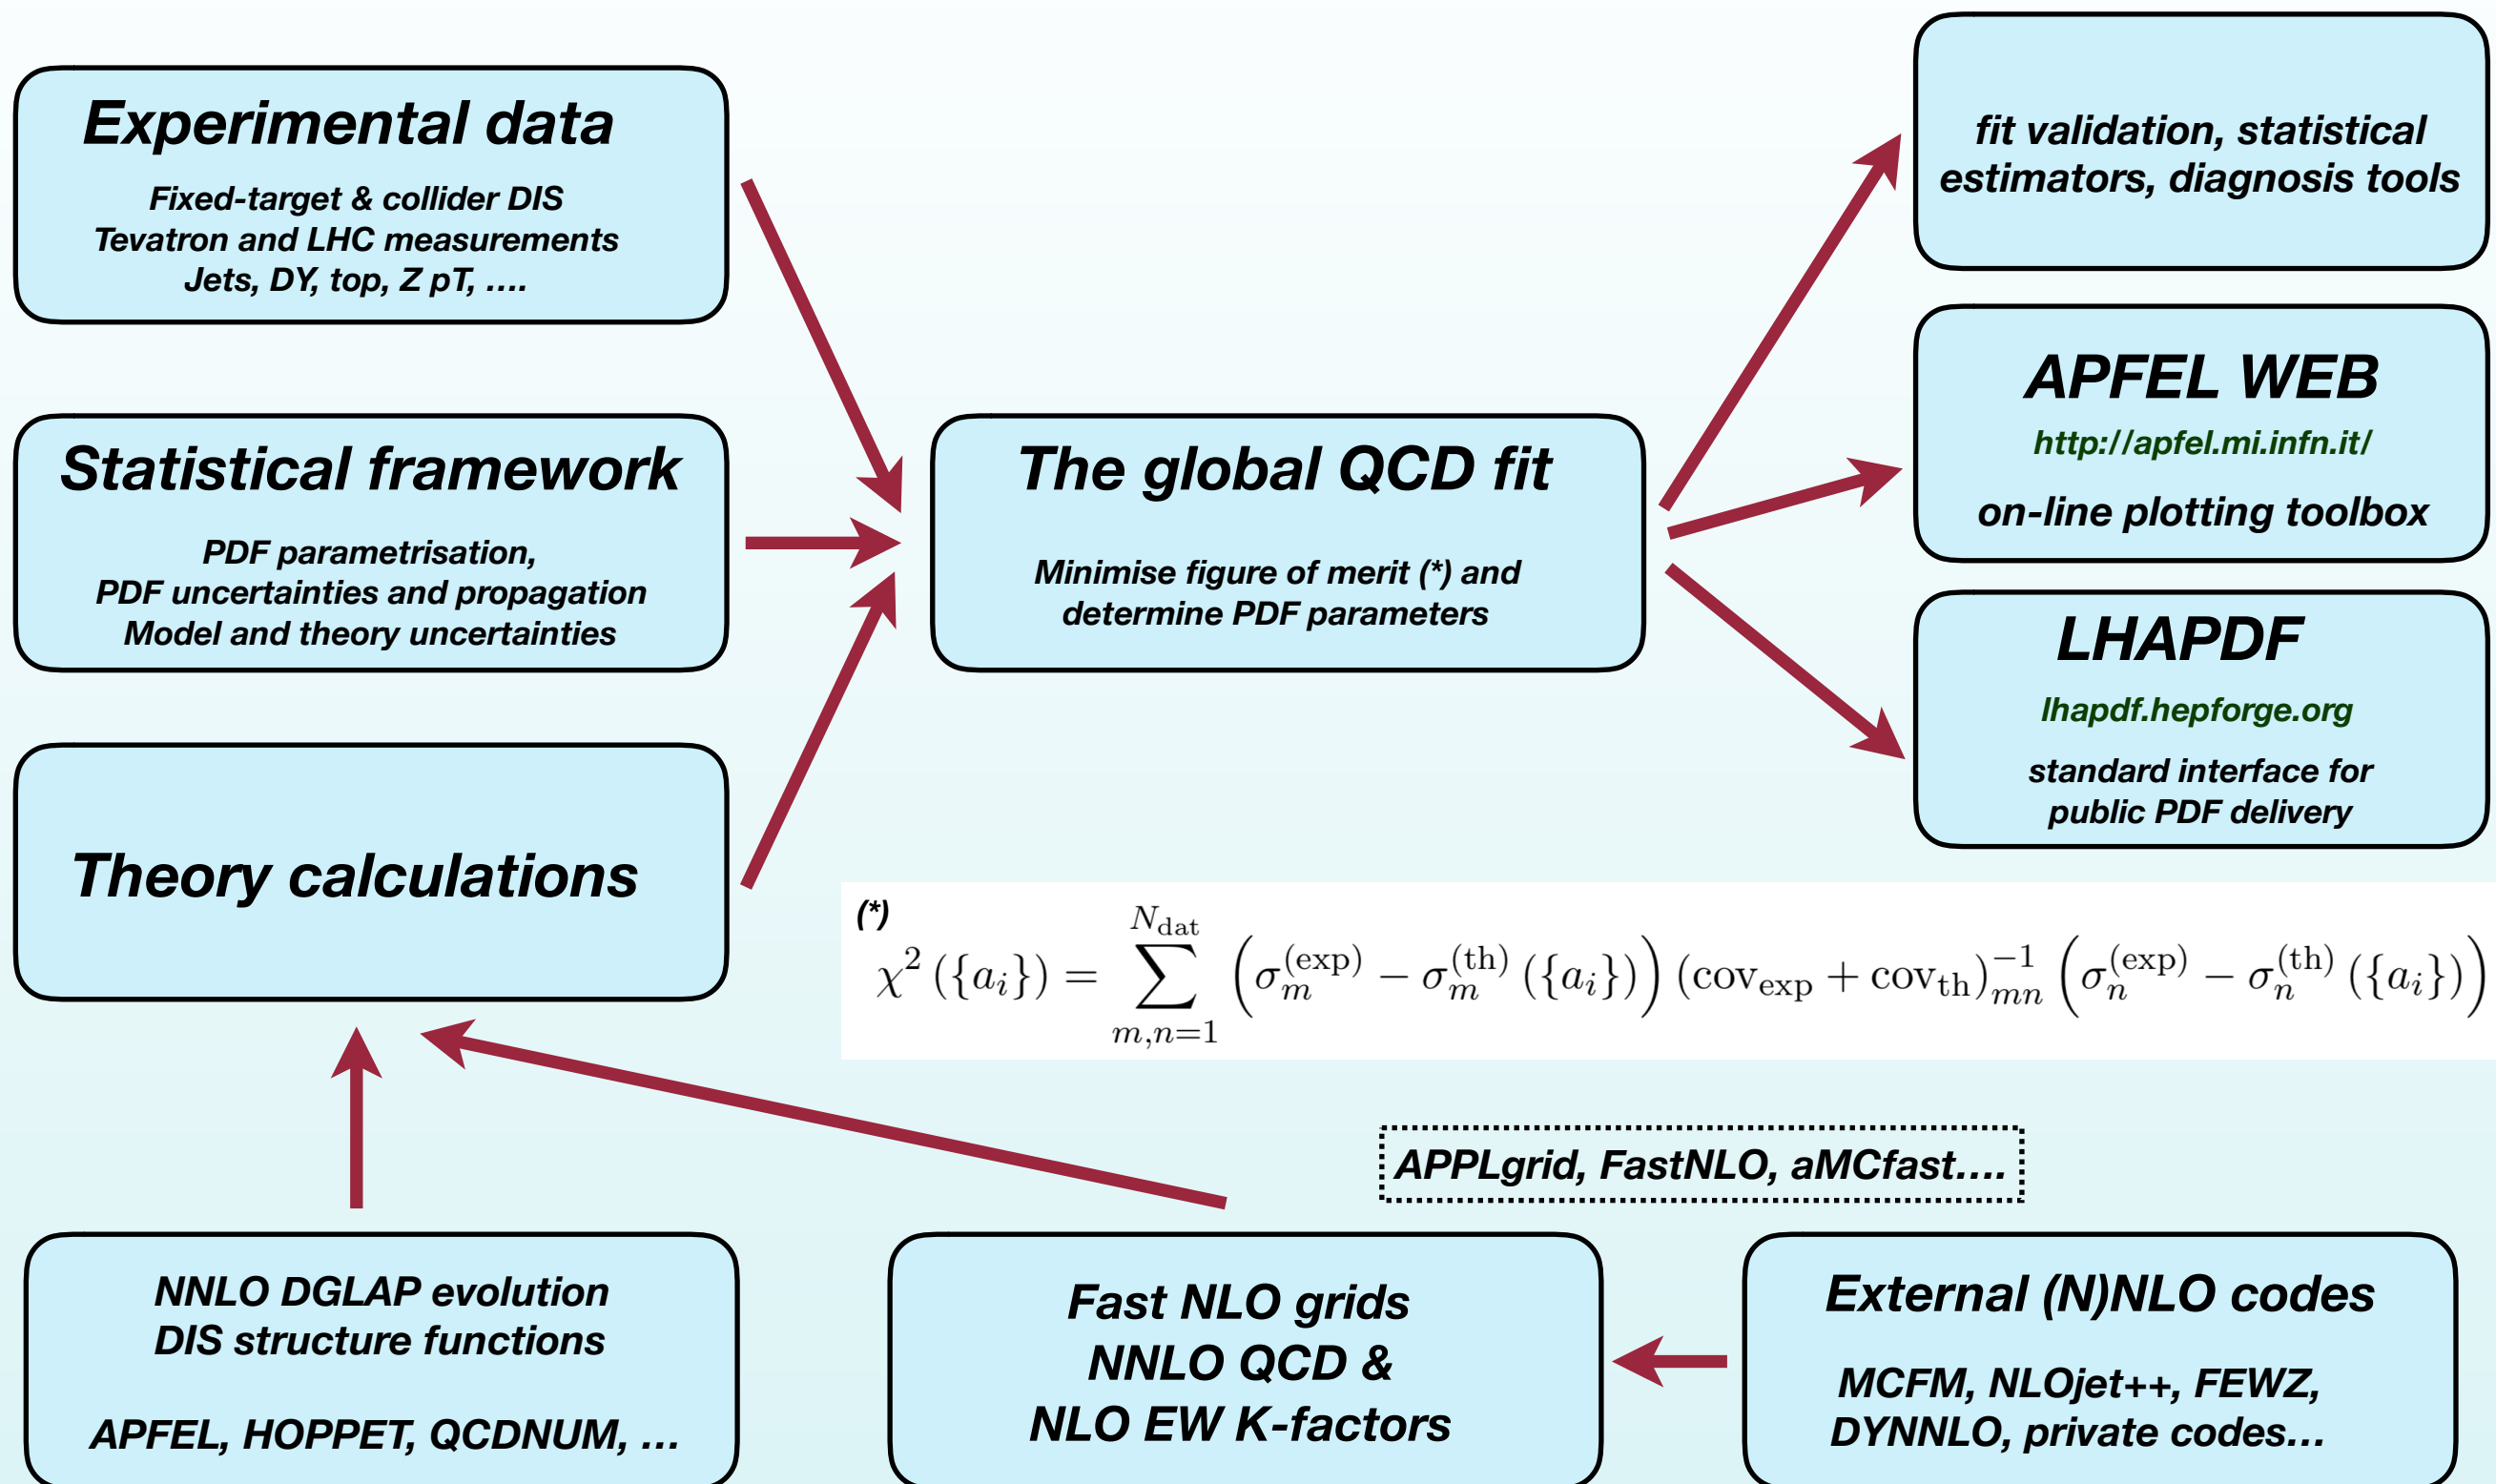 Experimental data
Fixed-target & collider DIS
Tevatron and LHC measurements
Jets, DY, top, Z pT, ....
Statistical framework
PDF parametrisation,
PDF uncertainties and propagation
Model and theory uncertainties
Theory calculations
The global QCD fit
Minimise figure of merit (*) and
determine PDF parameters
fit validation, statistical
estimators, diagnosis tools
APFEL WEB
http://apfel.mi.infn.it/
on-line plotting toolbox
LHAPDF
lhapdf.hepforge.org
standard interface for
public PDF delivery
(*)
χ² ({a_i}) = ∑_{m,n=1}^{N_dat} (σ_m^(exp) − σ_m^(th) ({a_i})) (cov_exp + cov_th)_{mn}^{−1} (σ_n^(exp) − σ_n^(th) ({a_i}))
APPLgrid, FastNLO, aMCfast....
NNLO DGLAP evolution
DIS structure functions
APFEL, HOPPET, QCDNUM, ...
Fast NLO grids
NNLO QCD &
NLO EW K-factors
External (N)NLO codes
MCFM, NLOjet++, FEWZ,
DYNNLO, private codes...